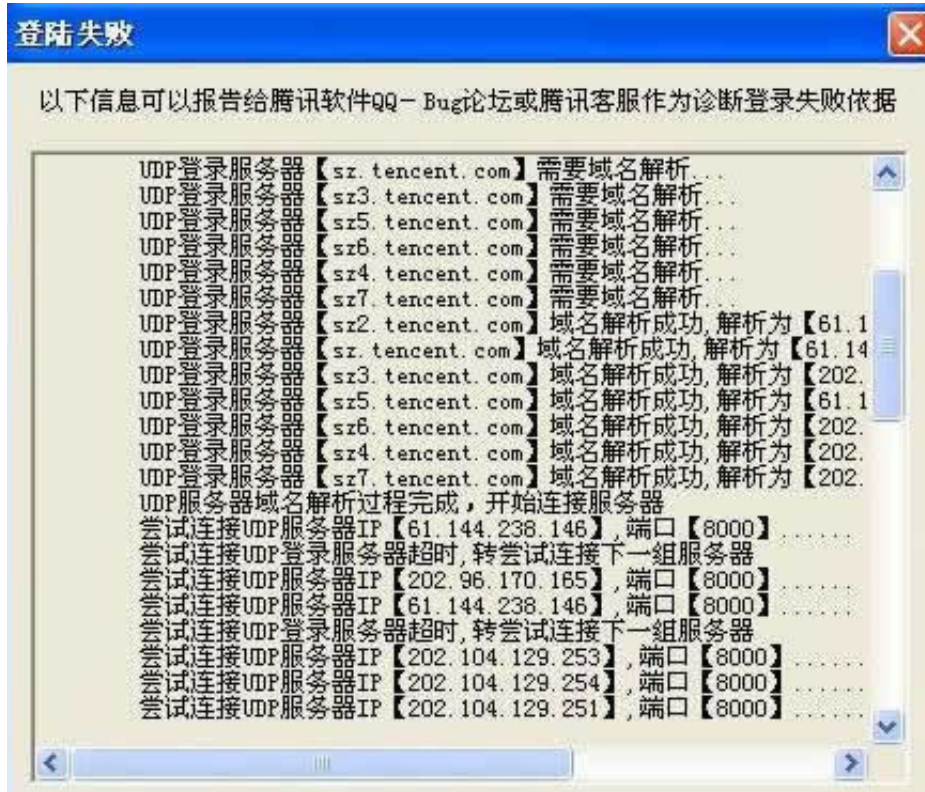 登陆失败
以下信息可以报告给腾讯软件QQ－Bug论坛或腾讯客服作为诊断登录失败依据
UDP登录服务器【sz.tencent.com】需要域名解析...
UDP登录服务器【sz3.tencent.com】需要域名解析...
UDP登录服务器【sz5.tencent.com】需要域名解析...
UDP登录服务器【sz6.tencent.com】需要域名解析...
UDP登录服务器【sz4.tencent.com】需要域名解析...
UDP登录服务器【sz7.tencent.com】需要域名解析...
UDP登录服务器【sz2.tencent.com】域名解析成功,解析为【61.1
UDP登录服务器【sz.tencent.com】域名解析成功,解析为【61.14
UDP登录服务器【sz3.tencent.com】域名解析成功,解析为【202.
UDP登录服务器【sz5.tencent.com】域名解析成功,解析为【61.1
UDP登录服务器【sz6.tencent.com】域名解析成功,解析为【202.
UDP登录服务器【sz4.tencent.com】域名解析成功,解析为【202.
UDP登录服务器【sz7.tencent.com】域名解析成功,解析为【202.
UDP服务器域名解析过程完成，开始连接服务器
尝试连接UDP服务器IP【61.144.238.146】,端口【8000】......
尝试连接UDP登录服务器超时,转尝试连接下一组服务器
尝试连接UDP服务器IP【202.96.170.165】,端口【8000】......
尝试连接UDP服务器IP【61.144.238.146】,端口【8000】......
尝试连接UDP登录服务器超时,转尝试连接下一组服务器
尝试连接UDP服务器IP【202.104.129.253】,端口【8000】......
尝试连接UDP服务器IP【202.104.129.254】,端口【8000】......
尝试连接UDP服务器IP【202.104.129.251】,端口【8000】......